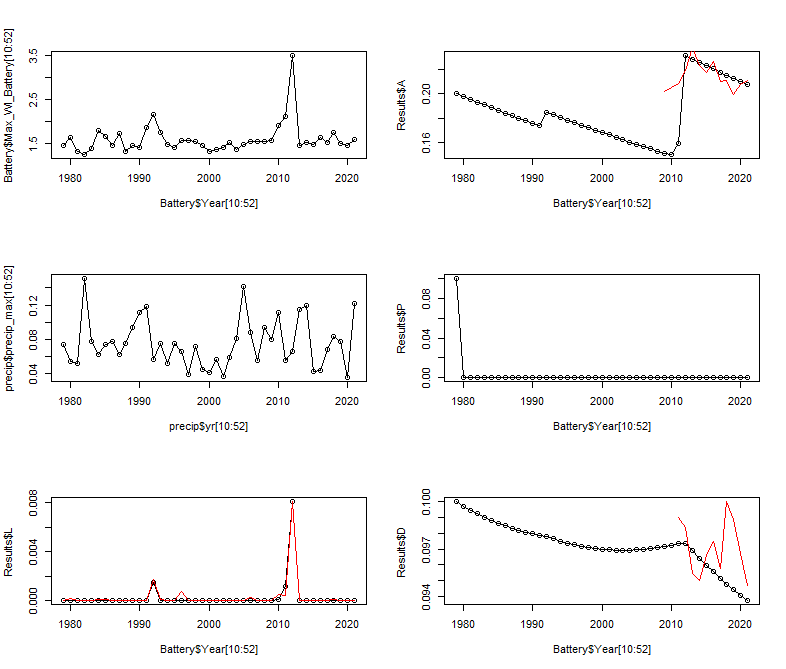 Battery$Max_WI_Battery[10:52]
3.5
2.5
1.5
1980 1990 2000 2010 2020
Battery$Year[10:52]
Results$A
0.20
0.16
1980 1990 2000 2010 2020
Battery$Year[10:52]
precip$precip_max[10:52]
0.12
0.08
0.04
1980 1990 2000 2010 2020
precip$yr[10:52]
Results$P
0.08
0.04
0.00
1980 1990 2000 2010 2020
Battery$Year[10:52]
Results$L
0.008
0.004
0.000
1980 1990 2000 2010 2020
Battery$Year[10:52]
Results$D
0.100
0.097
0.094
1980 1990 2000 2010 2020
Battery$Year[10:52]